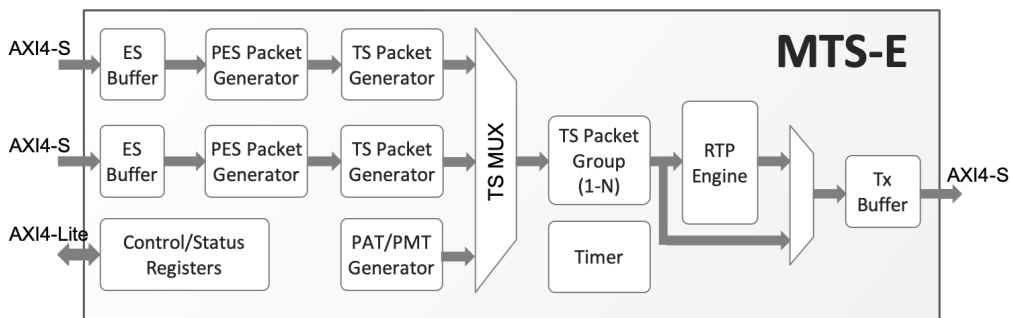 MTS-E
AXI4-S
ES
Buffer
PES Packet
Generator
TS Packet
Generator
AXI4-S
ES
Buffer
PES Packet
Generator
TS Packet
Generator
AXI4-Lite
Control/Status
Registers
PAT/PMT
Generator
TS MUX
TS Packet
Group
(1-N)
Timer
RTP
Engine
Tx
Buffer
AXI4-S